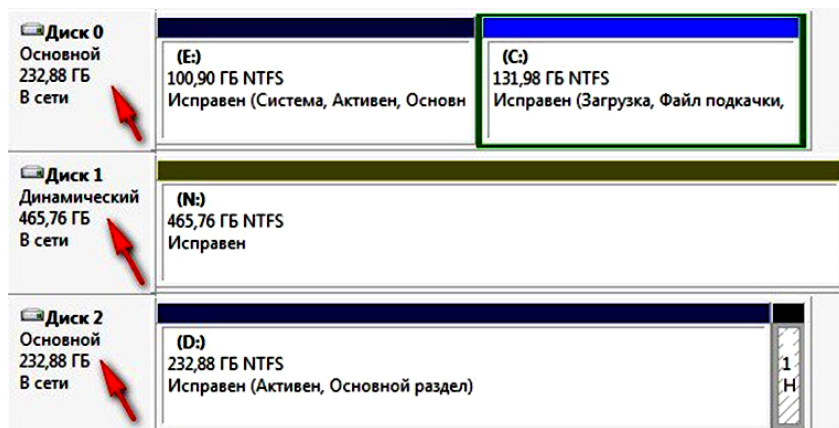 Диск 0
Основной
232,88 ГБ
В сети
(E:)
100,90 ГБ NTFS
Исправен (Система, Активен, Основн
(C:)
131,98 ГБ NTFS
Исправен (Загрузка, Файл подкачки,
Диск 1
Динамический
465,76 ГБ
В сети
(N:)
465,76 ГБ NTFS
Исправен
Диск 2
Основной
232,88 ГБ
В сети
(D:)
232,88 ГБ NTFS
Исправен (Активен, Основной раздел)
1
Н